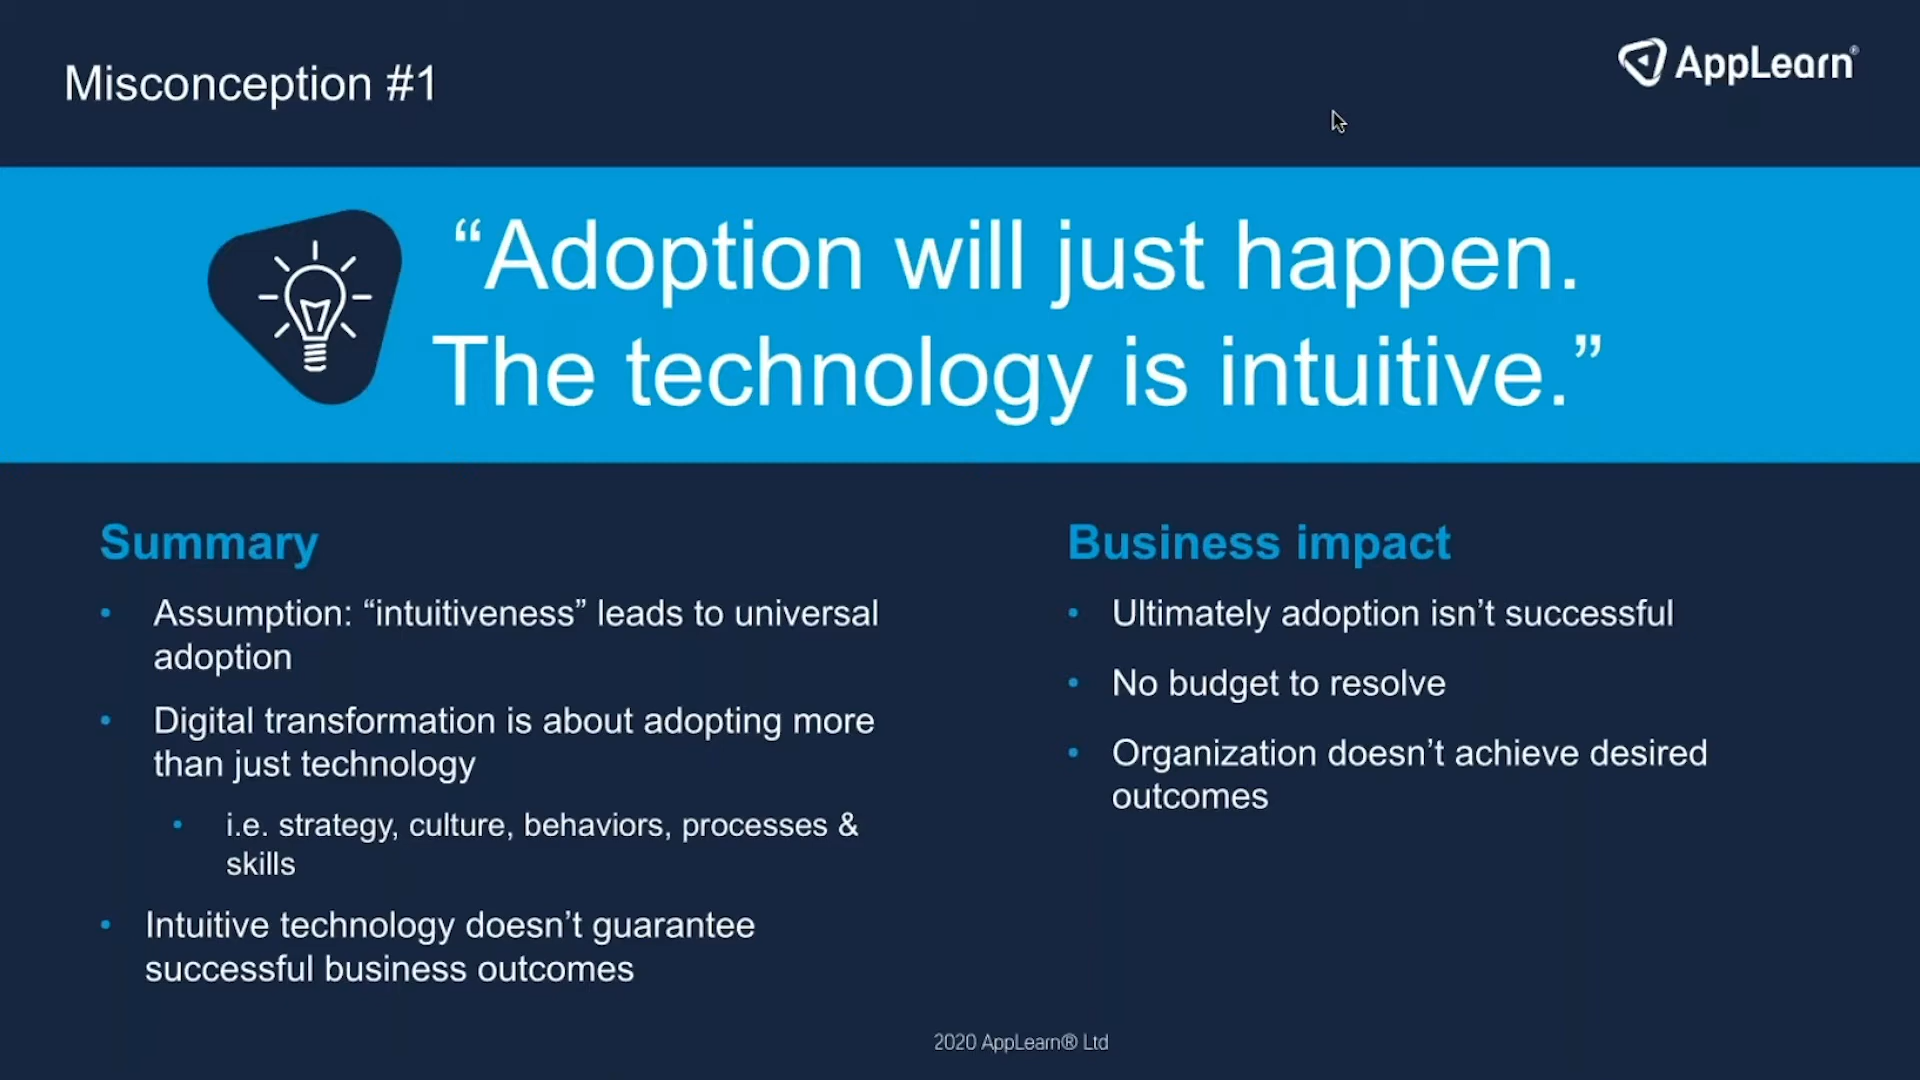 Misconception #1
AppLearn®
“Adoption will just happen.
The technology is intuitive.”
Summary
• Assumption: “intuitiveness” leads to universal
adoption
• Digital transformation is about adopting more
than just technology
• i.e. strategy, culture, behaviors, processes &
skills
• Intuitive technology doesn’t guarantee
successful business outcomes
Business impact
• Ultimately adoption isn’t successful
• No budget to resolve
• Organization doesn’t achieve desired
outcomes
2020 AppLearn® Ltd